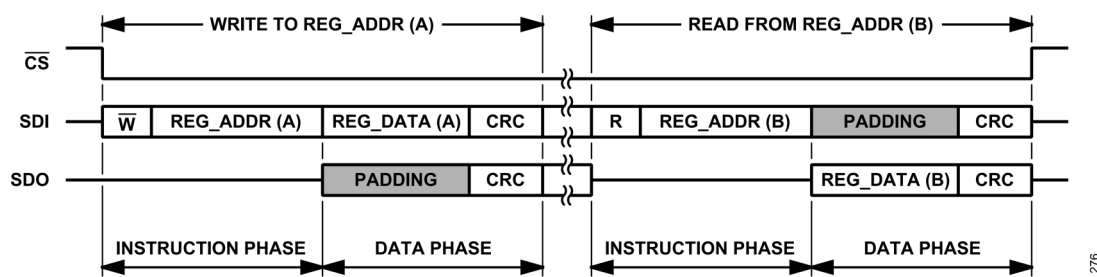 WRITE TO REG_ADDR (A) READ FROM REG_ADDR (B)
CS
SDI W REG_ADDR (A) REG_DATA (A) CRC R REG_ADDR (B) PADDING CRC
SDO PADDING CRC REG_DATA (B) CRC
INSTRUCTION PHASE DATA PHASE INSTRUCTION PHASE DATA PHASE
276